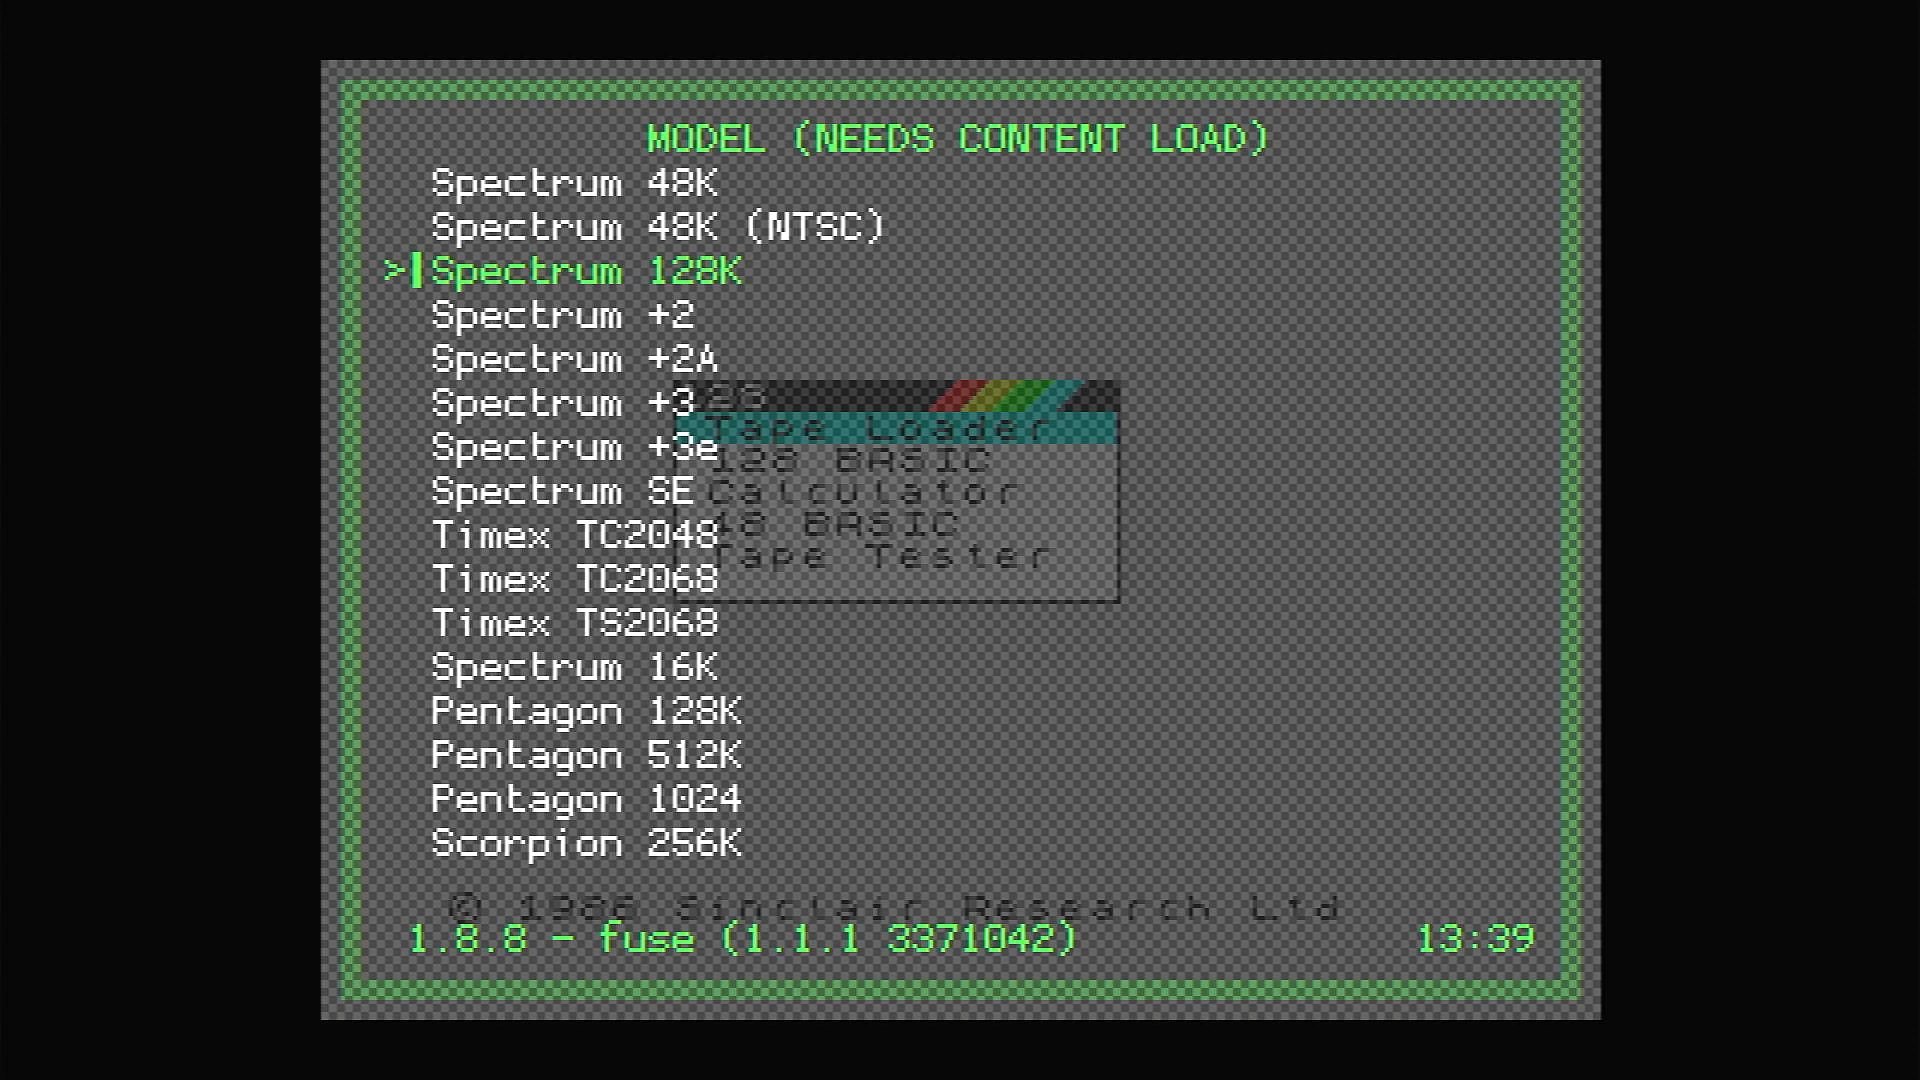 MODEL (NEEDS CONTENT LOAD)
Spectrum 48K
Spectrum 48K (NTSC)
>Spectrum 128K
Spectrum +2
Spectrum +2A
Spectrum +3
Spectrum +3e
Spectrum SE
Timex TC2048
Timex TC2068
Timex TS2068
Spectrum 16K
Pentagon 128K
Pentagon 512K
Pentagon 1024
Scorpion 256K
128
Tape Loader
128 BASIC
Calculator
48 BASIC
Tape Tester
© 1986 Sinclair Research Ltd
1.8.8 - fuse (1.1.1 3371042)
13:39